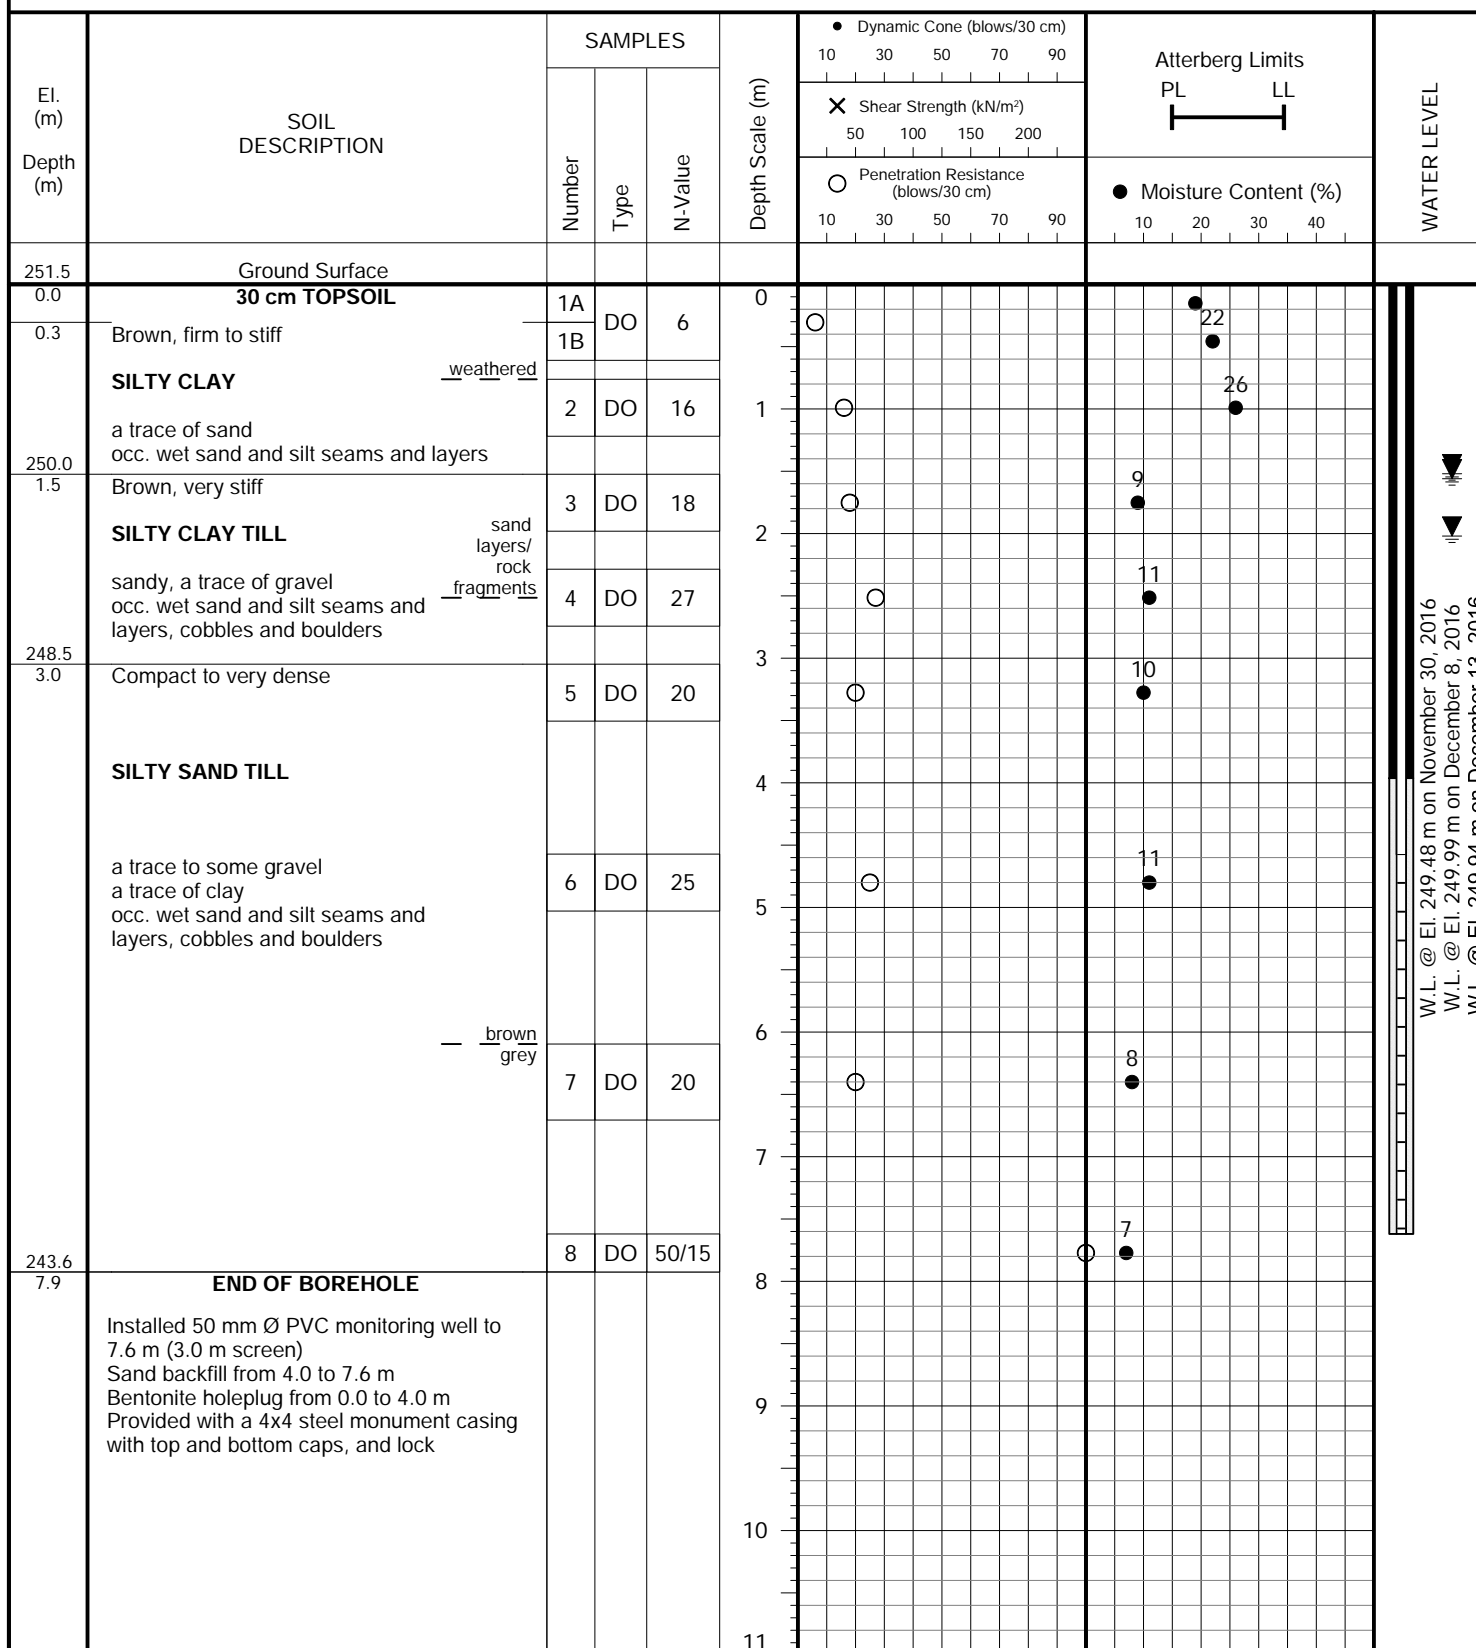 El.
(m)
Depth
(m)
SOIL
DESCRIPTION
SAMPLES
Number
Type
N-Value
Depth Scale (m)
● Dynamic Cone (blows/30 cm)
10 30 50 70 90
✕ Shear Strength (kN/m²)
50 100 150 200
○ Penetration Resistance
(blows/30 cm)
10 30 50 70 90
Atterberg Limits
PL LL
● Moisture Content (%)
10 20 30 40
WATER LEVEL
251.5 Ground Surface
0.0 30 cm TOPSOIL 1A DO 6 0
0.3 Brown, firm to stiff 1B 22
weathered
SILTY CLAY 26
2 DO 16 1
a trace of sand
occ. wet sand and silt seams and layers
250.0
1.5 Brown, very stiff 3 DO 18 9
SILTY CLAY TILL 2
sand
layers/
rock
fragments
sandy, a trace of gravel 11
occ. wet sand and silt seams and 4 DO 27
layers, cobbles and boulders
248.5 3
3.0 Compact to very dense 5 DO 20 10
SILTY SAND TILL
4
a trace to some gravel 11
a trace of clay 6 DO 25
occ. wet sand and silt seams and 5
layers, cobbles and boulders
brown 6
grey
7 DO 20 8
7
243.6 8 DO 50/15 7
7.9 END OF BOREHOLE 8
Installed 50 mm Ø PVC monitoring well to
7.6 m (3.0 m screen)
Sand backfill from 4.0 to 7.6 m
Bentonite holeplug from 0.0 to 4.0 m
Provided with a 4x4 steel monument casing
with top and bottom caps, and lock
9
10
11
W.L. @ El. 249.48 m on November 30, 2016
W.L. @ El. 249.99 m on December 8, 2016
W.L. @ El. 249.94 m on December 13, 2016